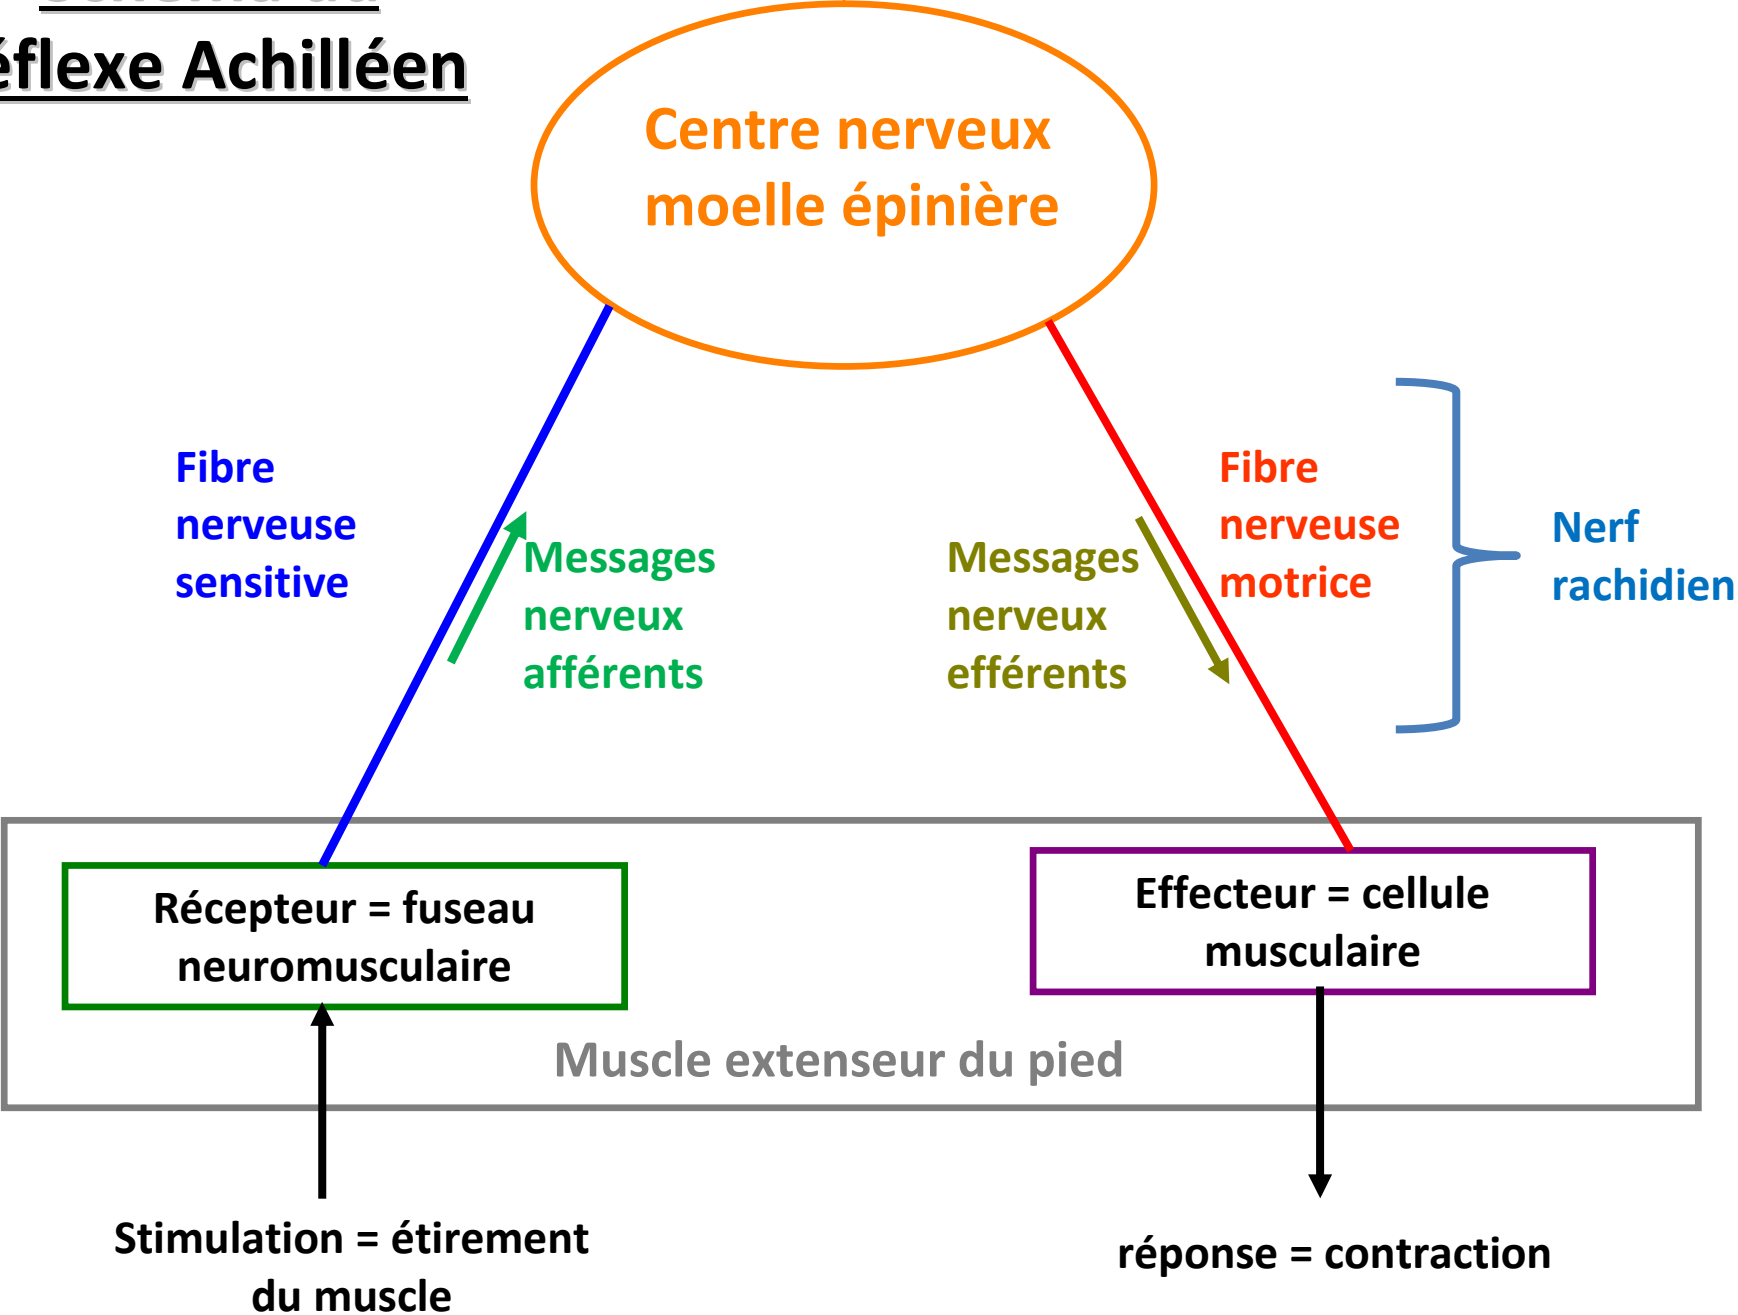 éflexe Achilléen
Centre nerveux
moelle épinière
Fibre
nerveuse
sensitive
Messages
nerveux
afférents
Messages
nerveux
efférents
Fibre
nerveuse
motrice
Nerf
rachidien
Récepteur = fuseau
neuromusculaire
Effecteur = cellule
musculaire
Muscle extenseur du pied
Stimulation = étirement
du muscle
réponse = contraction